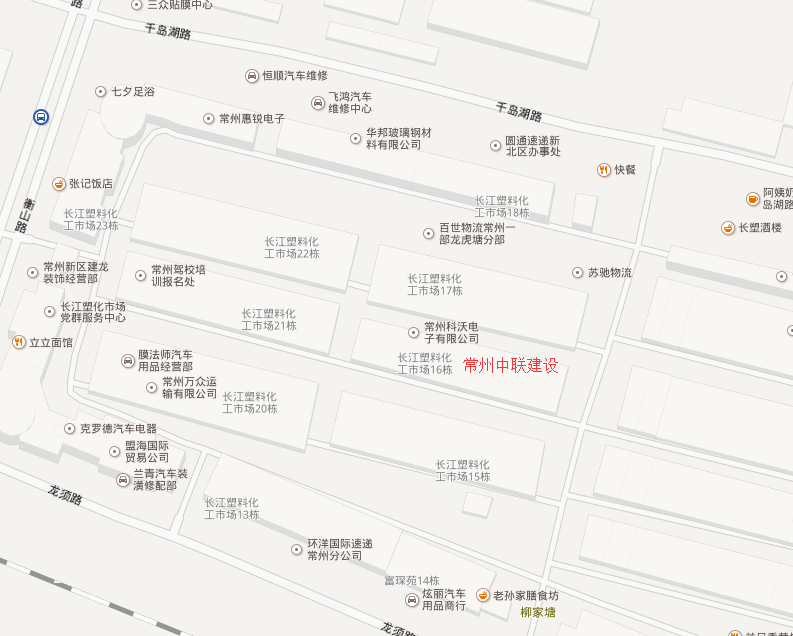 路
三众贴膜中心
千岛湖路
恒顺汽车维修
七夕足浴
飞鸿汽车
维修中心
千岛湖路
常州惠锐电子
华邦玻璃钢材
料有限公司
圆通速递新
北区办事处
快餐
张记饭店
阿姨奶
岛湖路
长江塑料化
工市场18栋
长江塑料化
工市场23栋
衡山路
百世物流常州一
部龙虎塘分部
长塑酒楼
长江塑料化
工市场22栋
常州新区建龙
装饰经营部
常州驾校培
训报名处
苏驰物流
长江塑料化
工市场17栋
长江塑化市场
党群服务中心
长江塑料化
工市场21栋
常州科沃电
子有限公司
立立面馆
膜法师汽车
用品经营部
长江塑料化
工市场16栋
常州中联建设
常州万众运
输有限公司
长江塑料化
工市场20栋
克罗德汽车电器
盟海国际
贸易公司
兰青汽车装
潢修配部
长江塑料化
工市场15栋
龙须路
长江塑料化
工市场13栋
环洋国际速递
常州分公司
富琛苑14栋
炫丽汽车
用品商行
老孙家膳食坊
柳家塘
龙须路